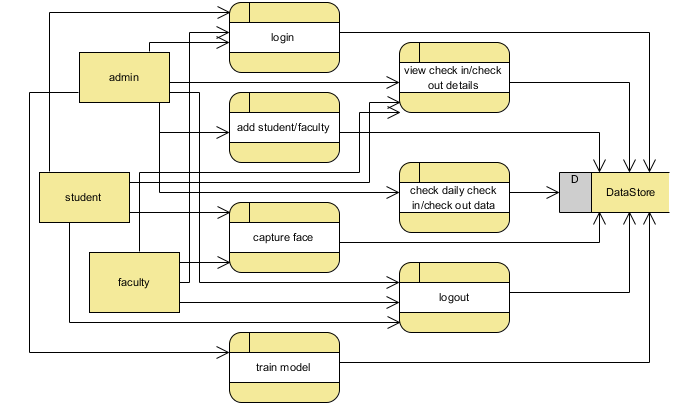 login
view check in/check
out details
admin
add student/faculty
D
DataStore
student
check daily check
in/check out data
capture face
faculty
logout
train model